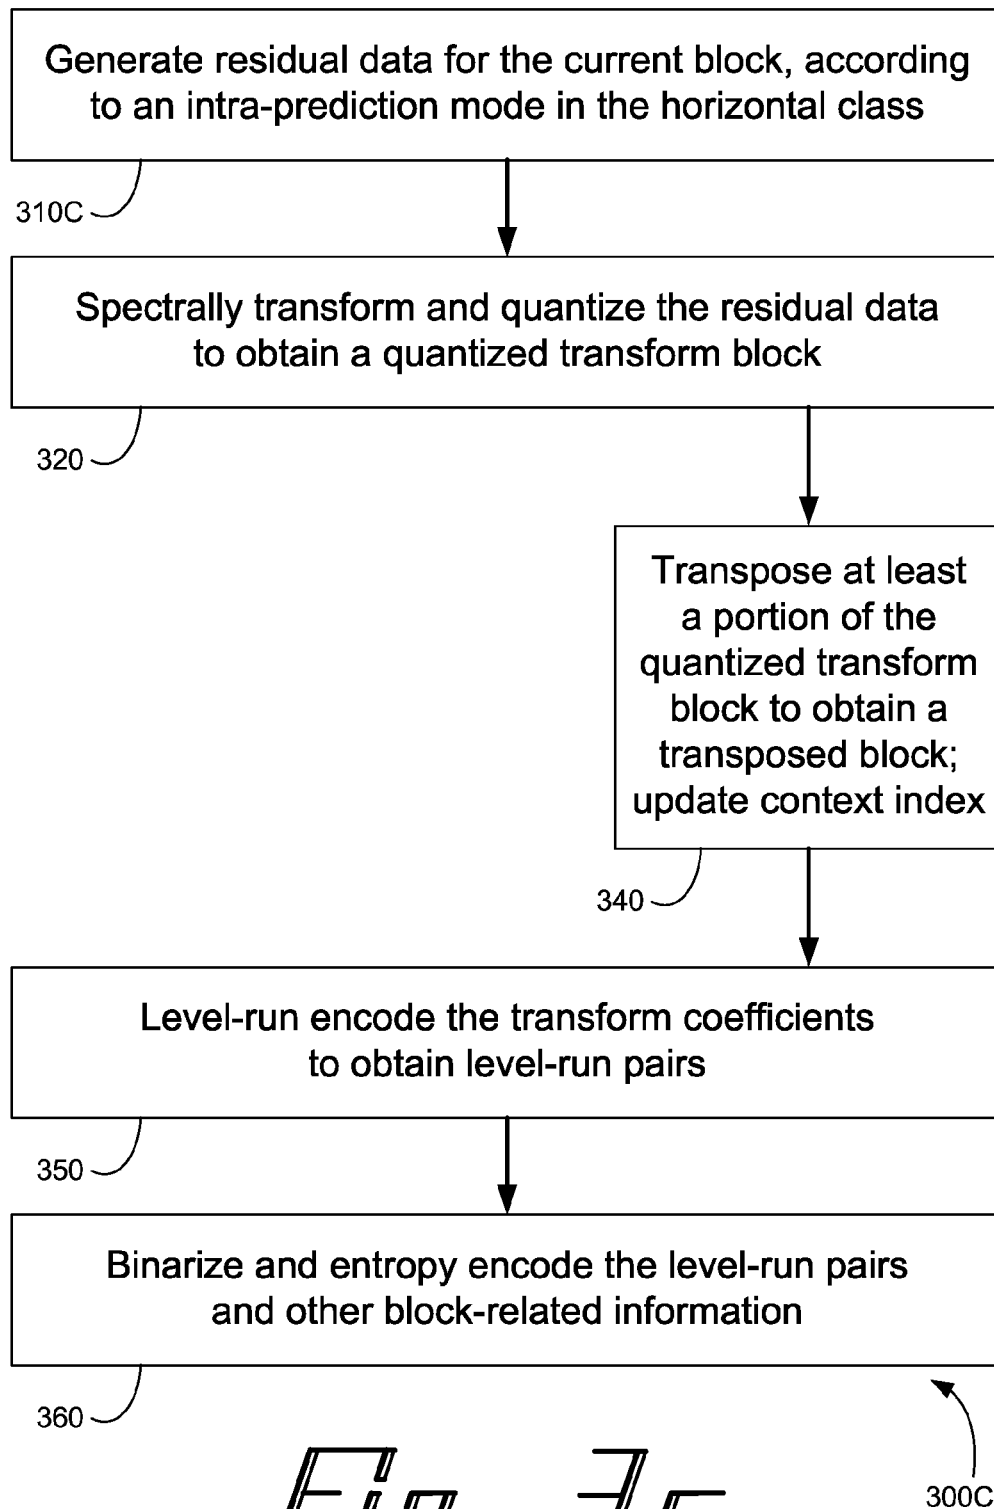 Generate residual data for the current block, according
to an intra-prediction mode in the horizontal class
310C
Spectrally transform and quantize the residual data
to obtain a quantized transform block
320
Transpose at least
a portion of the
quantized transform
block to obtain a
transposed block;
update context index
340
Level-run encode the transform coefficients
to obtain level-run pairs
350
Binarize and entropy encode the level-run pairs
and other block-related information
360
300C